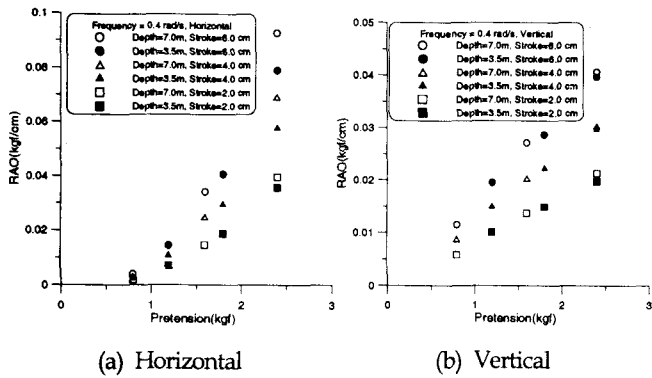 Frequency = 0.4 rad/s, Horizontal
Depth=7.0m, Stroke=6.0 cm
Depth=3.5m, Stroke=6.0 cm
Depth=7.0m, Stroke=4.0 cm
Depth=3.5m, Stroke=4.0 cm
Depth=7.0m, Stroke=2.0 cm
Depth=3.5m, Stroke=2.0 cm
0.1
0.08
0.06
0.04
0.02
0
RAO(kgf/cm)
0 1 2 3
Pretension(kgf)
(a) Horizontal
Frequency = 0.4 rad/s, Vertical
Depth=7.0m, Stroke=6.0 cm
Depth=3.5m, Stroke=6.0 cm
Depth=7.0m, Stroke=4.0 cm
Depth=3.5m, Stroke=4.0 cm
Depth=7.0m, Stroke=2.0 cm
Depth=3.5m, Stroke=2.0 cm
0.05
0.04
0.03
0.02
0.01
0.00
RAO(kgf/cm)
0 1 2 3
Pretension(kgf)
(b) Vertical